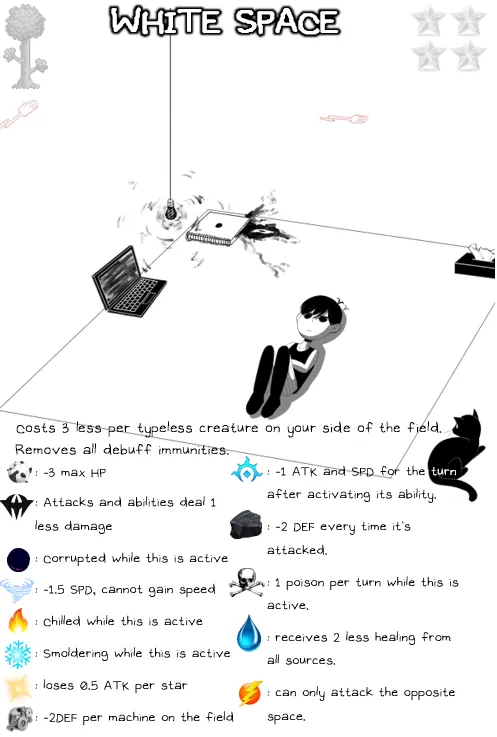 WHITE SPACE
Costs 3 less per typeless creature on your side of the field.
Removes all debuff immunities.
: -3 max HP
: Attacks and abilities deal 1
less damage
: Corrupted while this is active
: -1.5 SPD, cannot gain speed
: Chilled while this is active
: Smoldering while this is active
: loses 0.5 ATK per star
: -2DEF per machine on the field
: -1 ATK and SPD for the turn
after activating its ability.
: -2 DEF every time it's
attacked.
: 1 poison per turn while this is
active.
: receives 2 less healing from
all sources.
: can only attack the opposite
space.